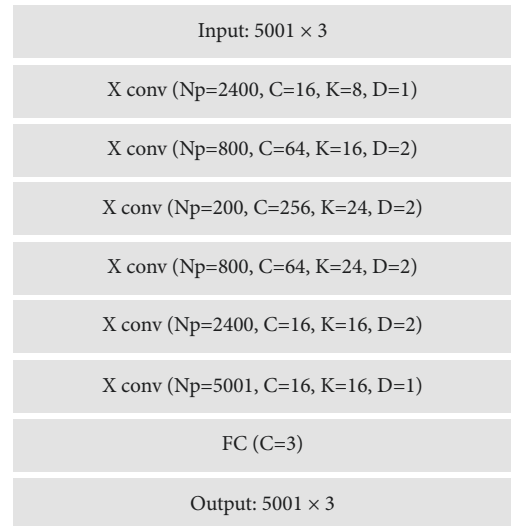 Input: 5001 × 3
X conv (Np=2400, C=16, K=8, D=1)
X conv (Np=800, C=64, K=16, D=2)
X conv (Np=200, C=256, K=24, D=2)
X conv (Np=800, C=64, K=24, D=2)
X conv (Np=2400, C=16, K=16, D=2)
X conv (Np=5001, C=16, K=16, D=1)
FC (C=3)
Output: 5001 × 3